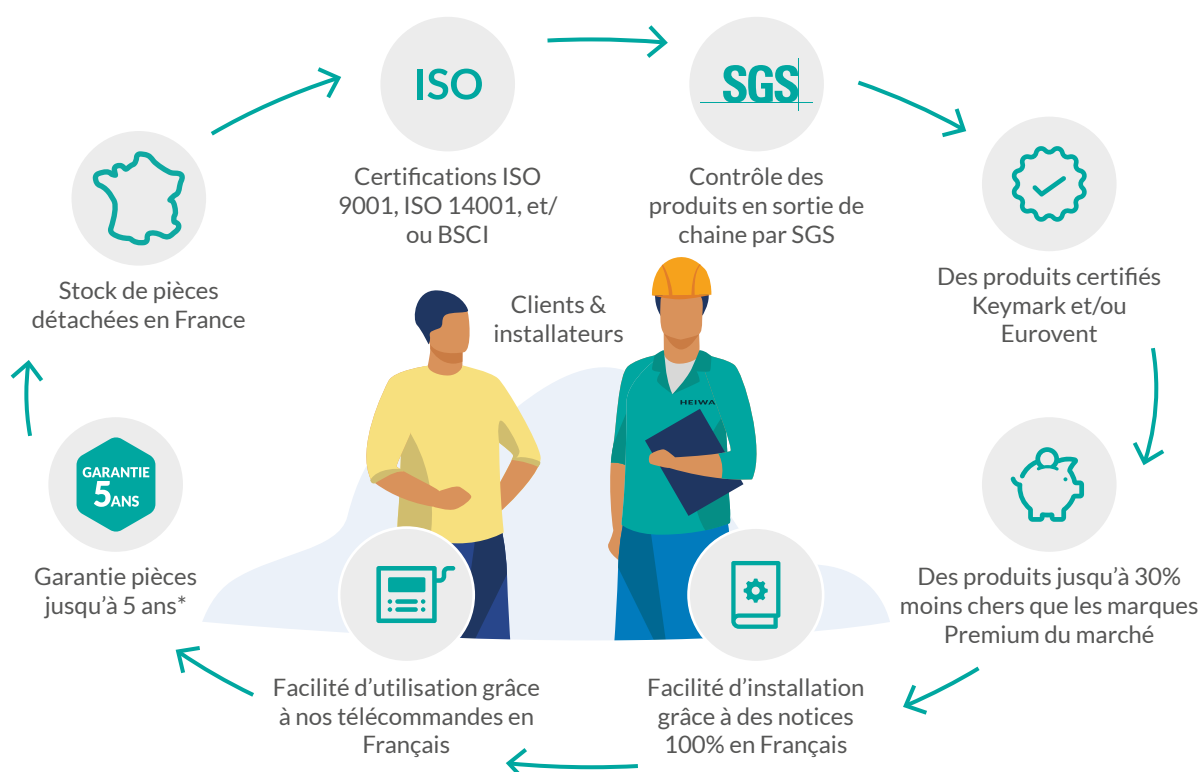 ISO
Certifications ISO
9001, ISO 14001, et/
ou BSCI
SGS
Contrôle des
produits en sortie de
chaine par SGS
Des produits certifiés
Keymark et/ou
Eurovent
Des produits jusqu'à 30%
moins chers que les marques
Premium du marché
Facilité d'installation
grâce à des notices
100% en Français
Facilité d'utilisation grâce
à nos télécommandes en
Français
GARANTIE
5ANS
Garantie pièces
jusqu'à 5 ans*
Stock de pièces
détachées en France
Clients &
installateurs
HEIWA